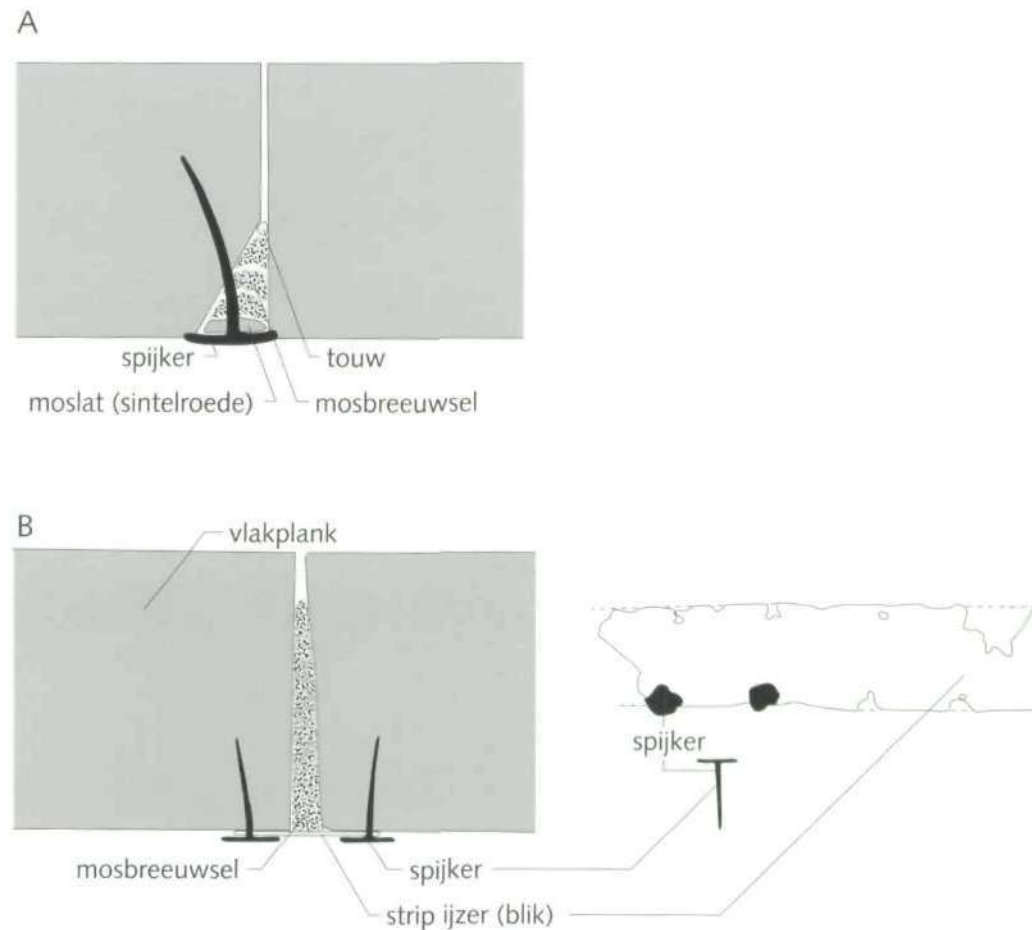 A
spijker
touw
moslat (sintelroede)
mosbreeuwsel
B
vlakplank
spijker
mosbreeuwsel
spijker
strip ijzer (blik)